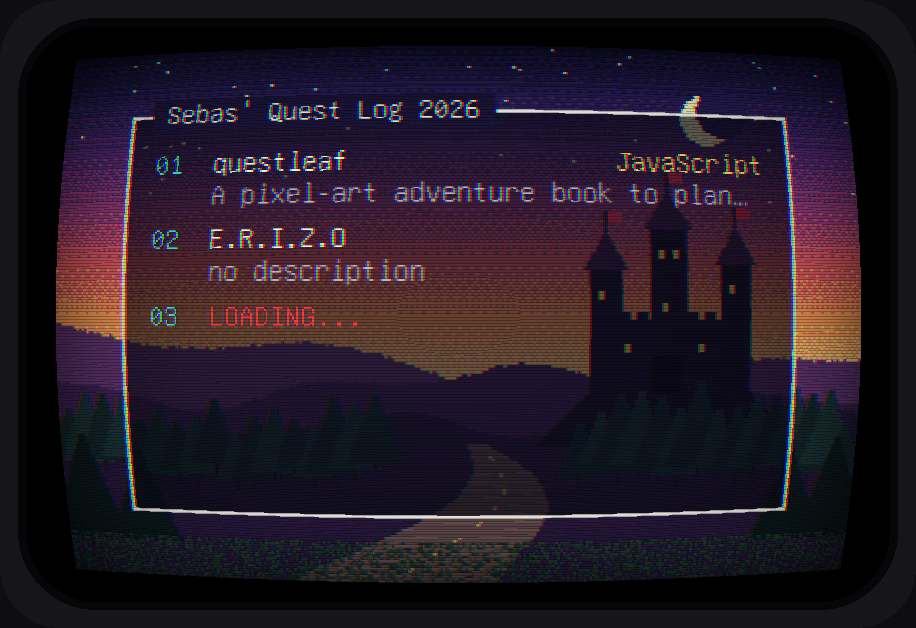 Sebas' Quest Log 2026
01 questleaf JavaScript
A pixel-art adventure book to plan…
02 E.R.I.Z.O
no description
03 LOADING...